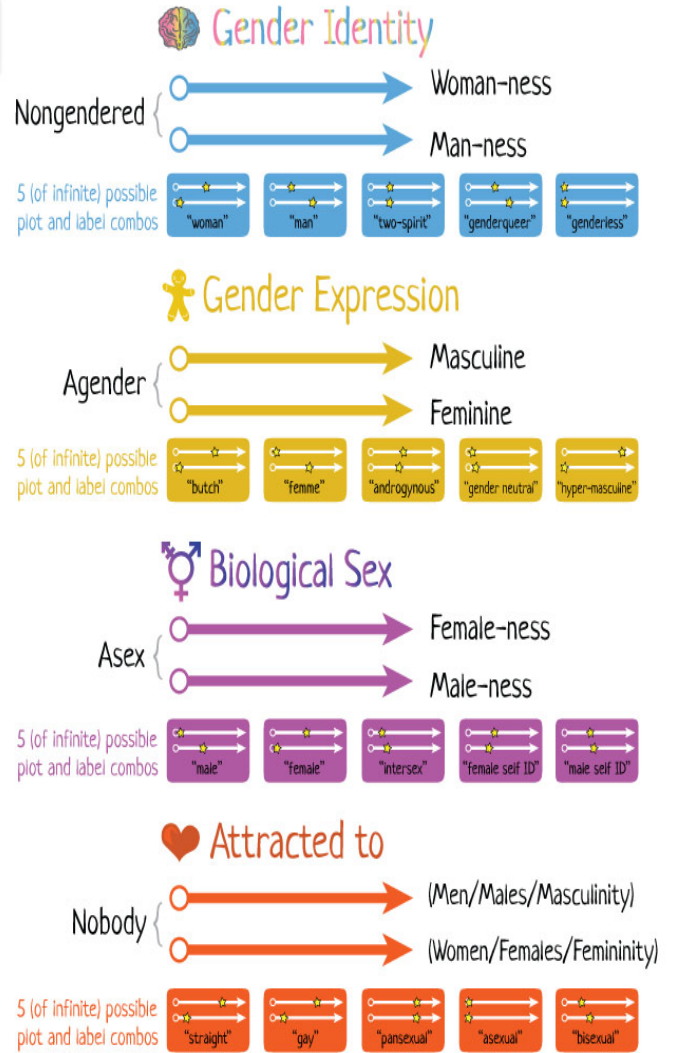 Gender Identity
Woman-ness
Nongendered
Man-ness
5 (of infinite) possible
plot and label combos
"woman"
"man"
"two-spirit"
"genderqueer"
"genderless"
Gender Expression
Masculine
Agender
Feminine
5 (of infinite) possible
plot and label combos
"butch"
"femme"
"androgynous"
"gender neutral"
"hyper-masculine"
Biological Sex
Female-ness
Asex
Male-ness
5 (of infinite) possible
plot and label combos
"male"
"female"
"intersex"
"female self ID"
"male self ID"
Attracted to
(Men/Males/Masculinity)
Nobody
(Women/Females/Femininity)
5 (of infinite) possible
plot and label combos
"straight"
"gay"
"pansexual"
"asexual"
"bisexual"